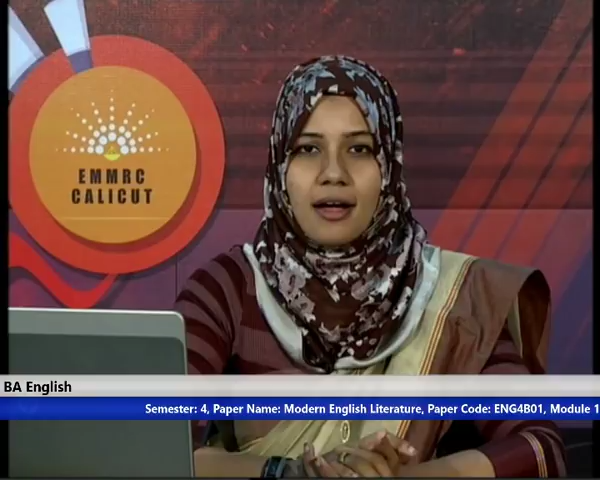 EMMRC
CALICUT
BA English
Semester: 4, Paper Name: Modern English Literature, Paper Code: ENG4B01, Module 1